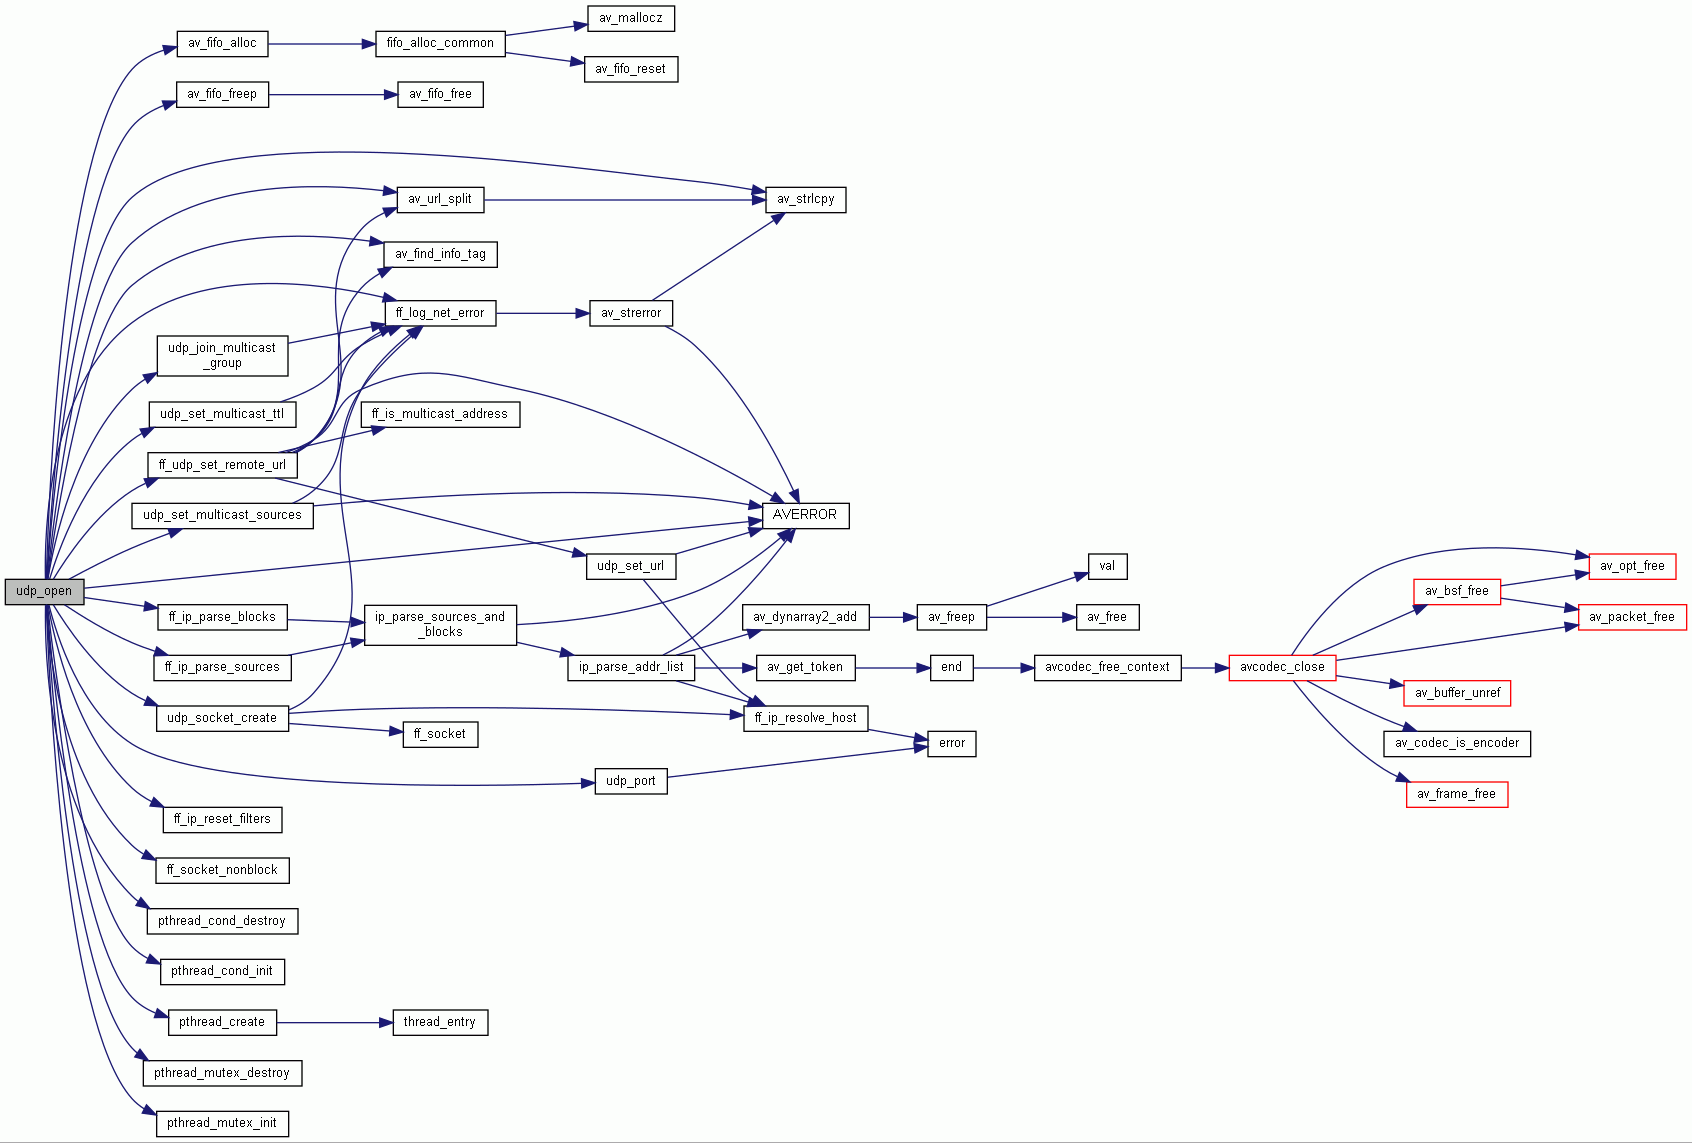 av_mallocz
av_fifo_alloc
fifo_alloc_common
av_fifo_reset
av_fifo_freep
av_fifo_free
av_url_split
av_strlcpy
av_find_info_tag
ff_log_net_error
av_strerror
udp_join_multicast
_group
udp_set_multicast_ttl
ff_is_multicast_address
ff_udp_set_remote_url
udp_set_multicast_sources
AVERROR
udp_set_url
val
av_opt_free
udp_open
av_bsf_free
ff_ip_parse_blocks
ip_parse_sources_and
_blocks
av_dynarray2_add
av_freep
av_free
av_packet_free
ff_ip_parse_sources
ip_parse_addr_list
av_get_token
end
avcodec_free_context
avcodec_close
av_buffer_unref
udp_socket_create
ff_socket
ff_ip_resolve_host
error
av_codec_is_encoder
udp_port
av_frame_free
ff_ip_reset_filters
ff_socket_nonblock
pthread_cond_destroy
pthread_cond_init
pthread_create
thread_entry
pthread_mutex_destroy
pthread_mutex_init